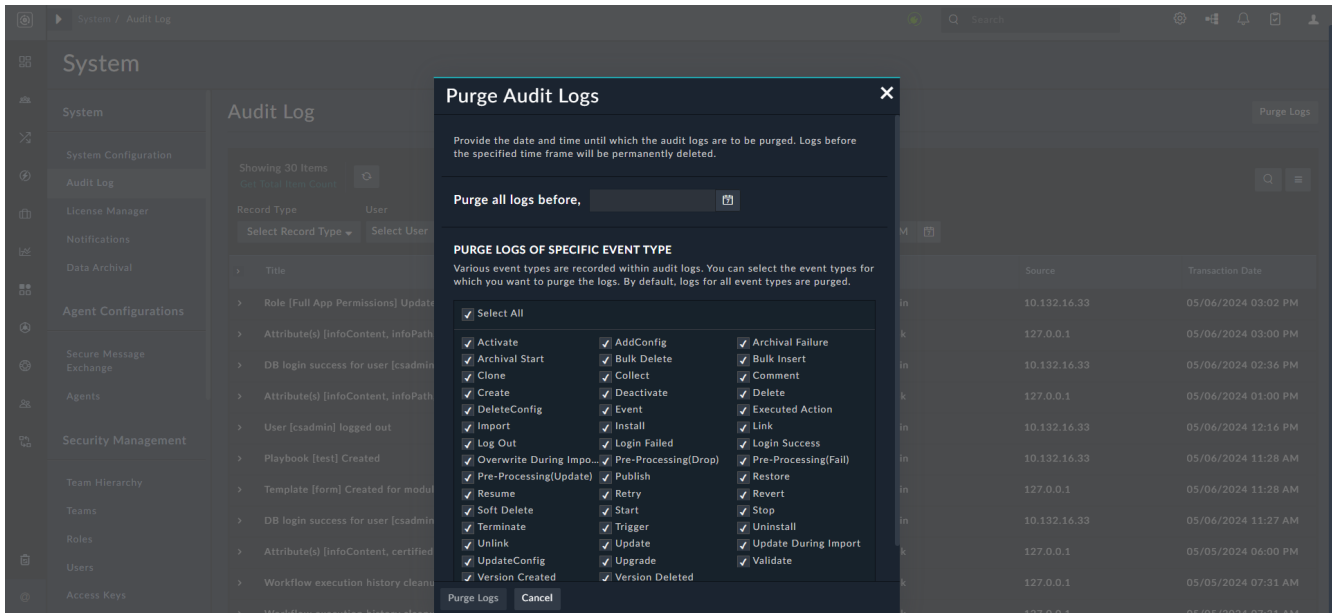 System / Audit Log
Search
System
System
Audit Log
Purge Logs
System Configuration
Audit Log
License Manager
Notifications
Data Archival
Agent Configurations
Secure Message
Exchange
Agents
Security Management
Team Hierarchy
Teams
Roles
Users
Access Keys
Showing 30 Items
Get Total Item Count
Record Type User
Select Record Type Select User
M
Title Source Transaction Date
Role [Full App Permissions] Update in 10.132.16.33 05/06/2024 03:02 PM
Attribute(s) [infoContent, infoPath k 127.0.0.1 05/06/2024 03:00 PM
DB login success for user [csadmin in 10.132.16.33 05/06/2024 02:36 PM
Attribute(s) [infoContent, infoPath k 127.0.0.1 05/06/2024 01:00 PM
User [csadmin] logged out in 10.132.16.33 05/06/2024 12:16 PM
Playbook [test] Created in 10.132.16.33 05/06/2024 11:28 AM
Template [form] Created for modul in 127.0.0.1 05/06/2024 11:28 AM
DB login success for user [csadmin in 10.132.16.33 05/06/2024 11:27 AM
Attribute(s) [infoContent, certified k 127.0.0.1 05/05/2024 06:00 PM
Workflow execution history cleanu k 127.0.0.1 05/05/2024 07:31 AM
Purge Audit Logs
Provide the date and time until which the audit logs are to be purged. Logs before
the specified time frame will be permanently deleted.
Purge all logs before,
PURGE LOGS OF SPECIFIC EVENT TYPE
Various event types are recorded within audit logs. You can select the event types for
which you want to purge the logs. By default, logs for all event types are purged.
Select All
Activate AddConfig Archival Failure
Archival Start Bulk Delete Bulk Insert
Clone Collect Comment
Create Deactivate Delete
DeleteConfig Event Executed Action
Import Install Link
Log Out Login Failed Login Success
Overwrite During Impo... Pre-Processing(Drop) Pre-Processing(Fail)
Pre-Processing(Update) Publish Restore
Resume Retry Revert
Soft Delete Start Stop
Terminate Trigger Uninstall
Unlink Update Update During Import
UpdateConfig Upgrade Validate
Version Created Version Deleted
Purge Logs Cancel